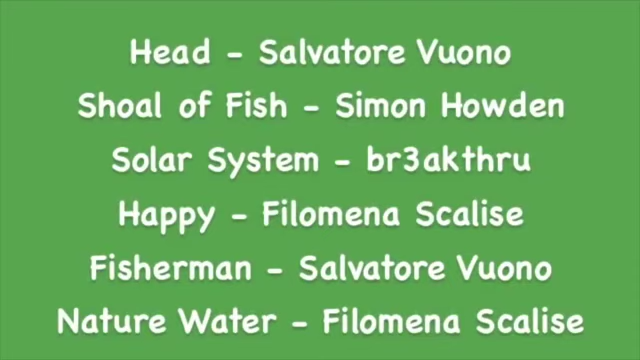 Head - Salvatore Vuono
Shoal of Fish - Simon Howden
Solar System - br3akthru
Happy - Filomena Scalise
Fisherman - Salvatore Vuono
Nature Water - Filomena Scalise